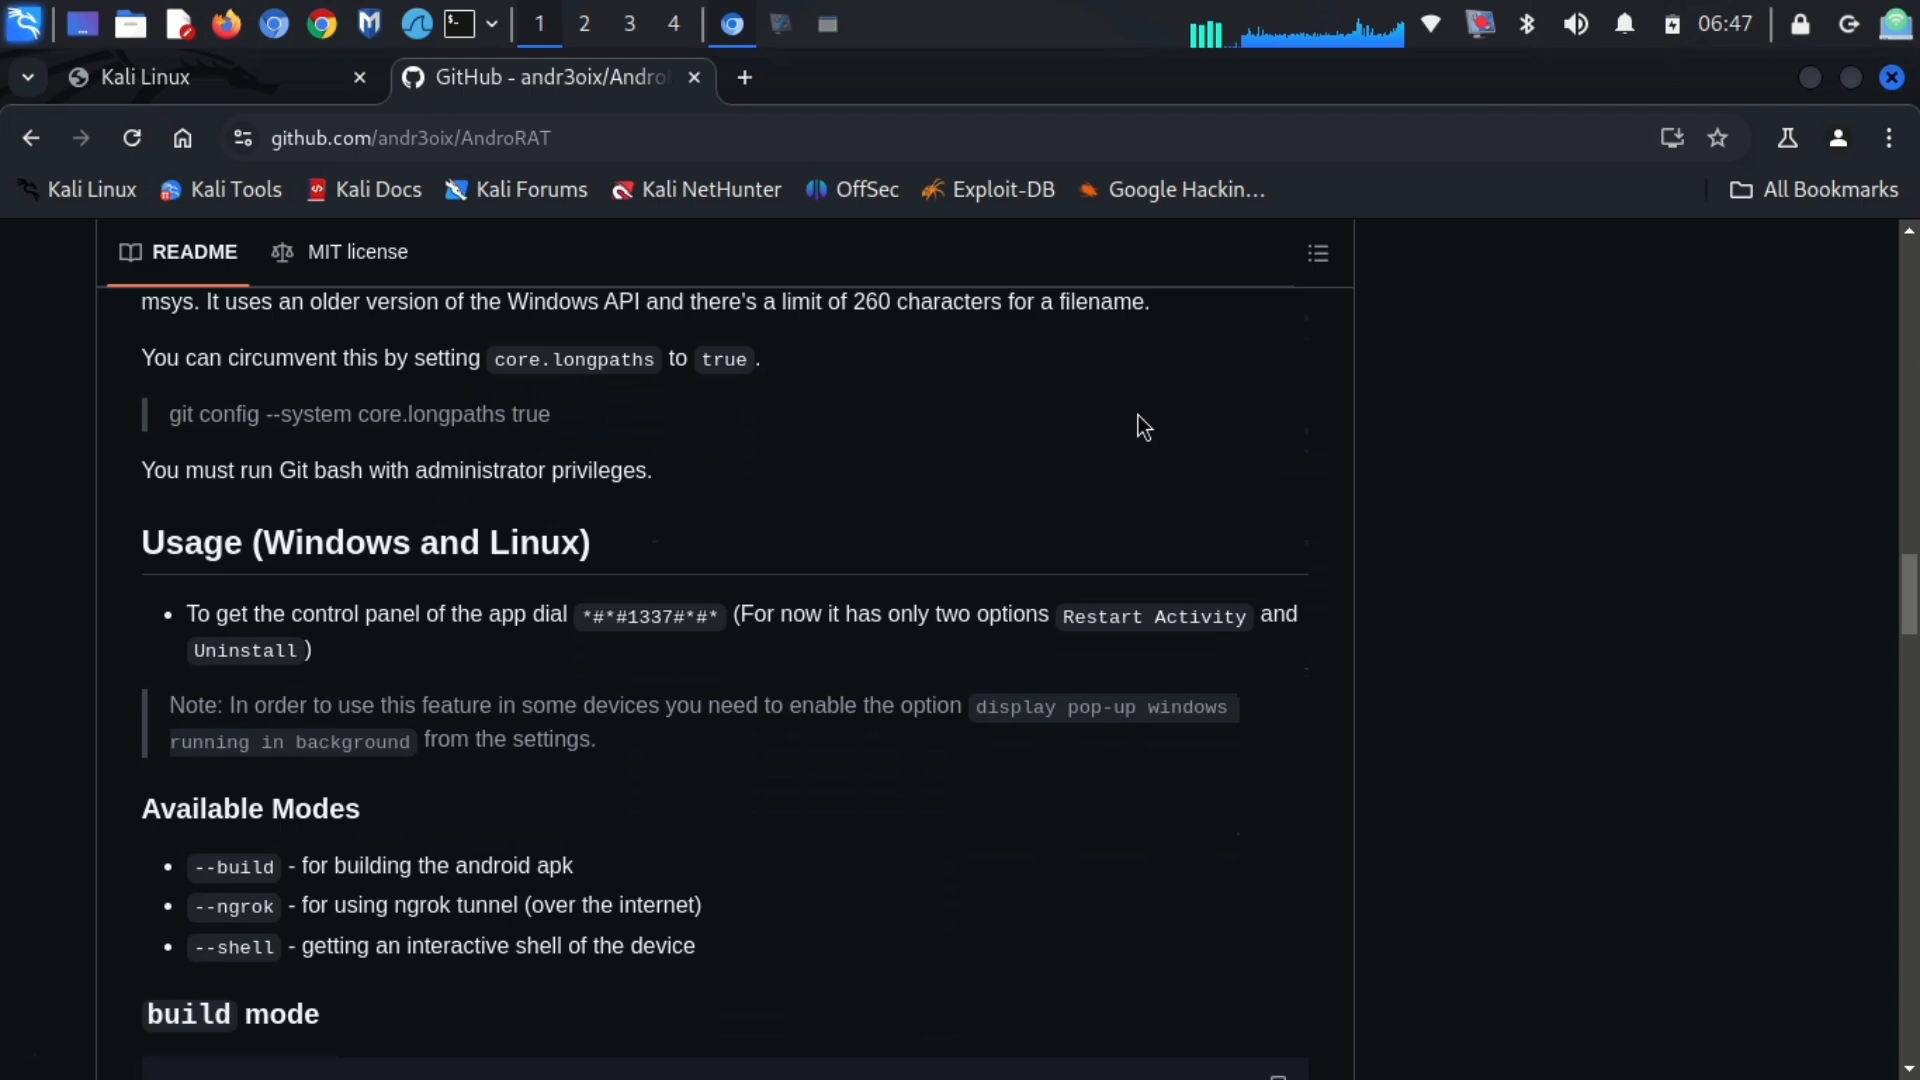 1 2 3 4 06:47
Kali Linux GitHub - andr3oix/Andro
github.com/andr3oix/AndroRAT
Kali Linux Kali Tools Kali Docs Kali Forums Kali NetHunter OffSec Exploit-DB Google Hackin... All Bookmarks
README MIT license
msys. It uses an older version of the Windows API and there's a limit of 260 characters for a filename.
You can circumvent this by setting core.longpaths to true.
git config --system core.longpaths true
You must run Git bash with administrator privileges.
Usage (Windows and Linux)
• To get the control panel of the app dial *#*#1337#*#* (For now it has only two options Restart Activity and
Uninstall)
Note: In order to use this feature in some devices you need to enable the option display pop-up windows
running in background from the settings.
Available Modes
• --build - for building the android apk
• --ngrok - for using ngrok tunnel (over the internet)
• --shell - getting an interactive shell of the device
build mode